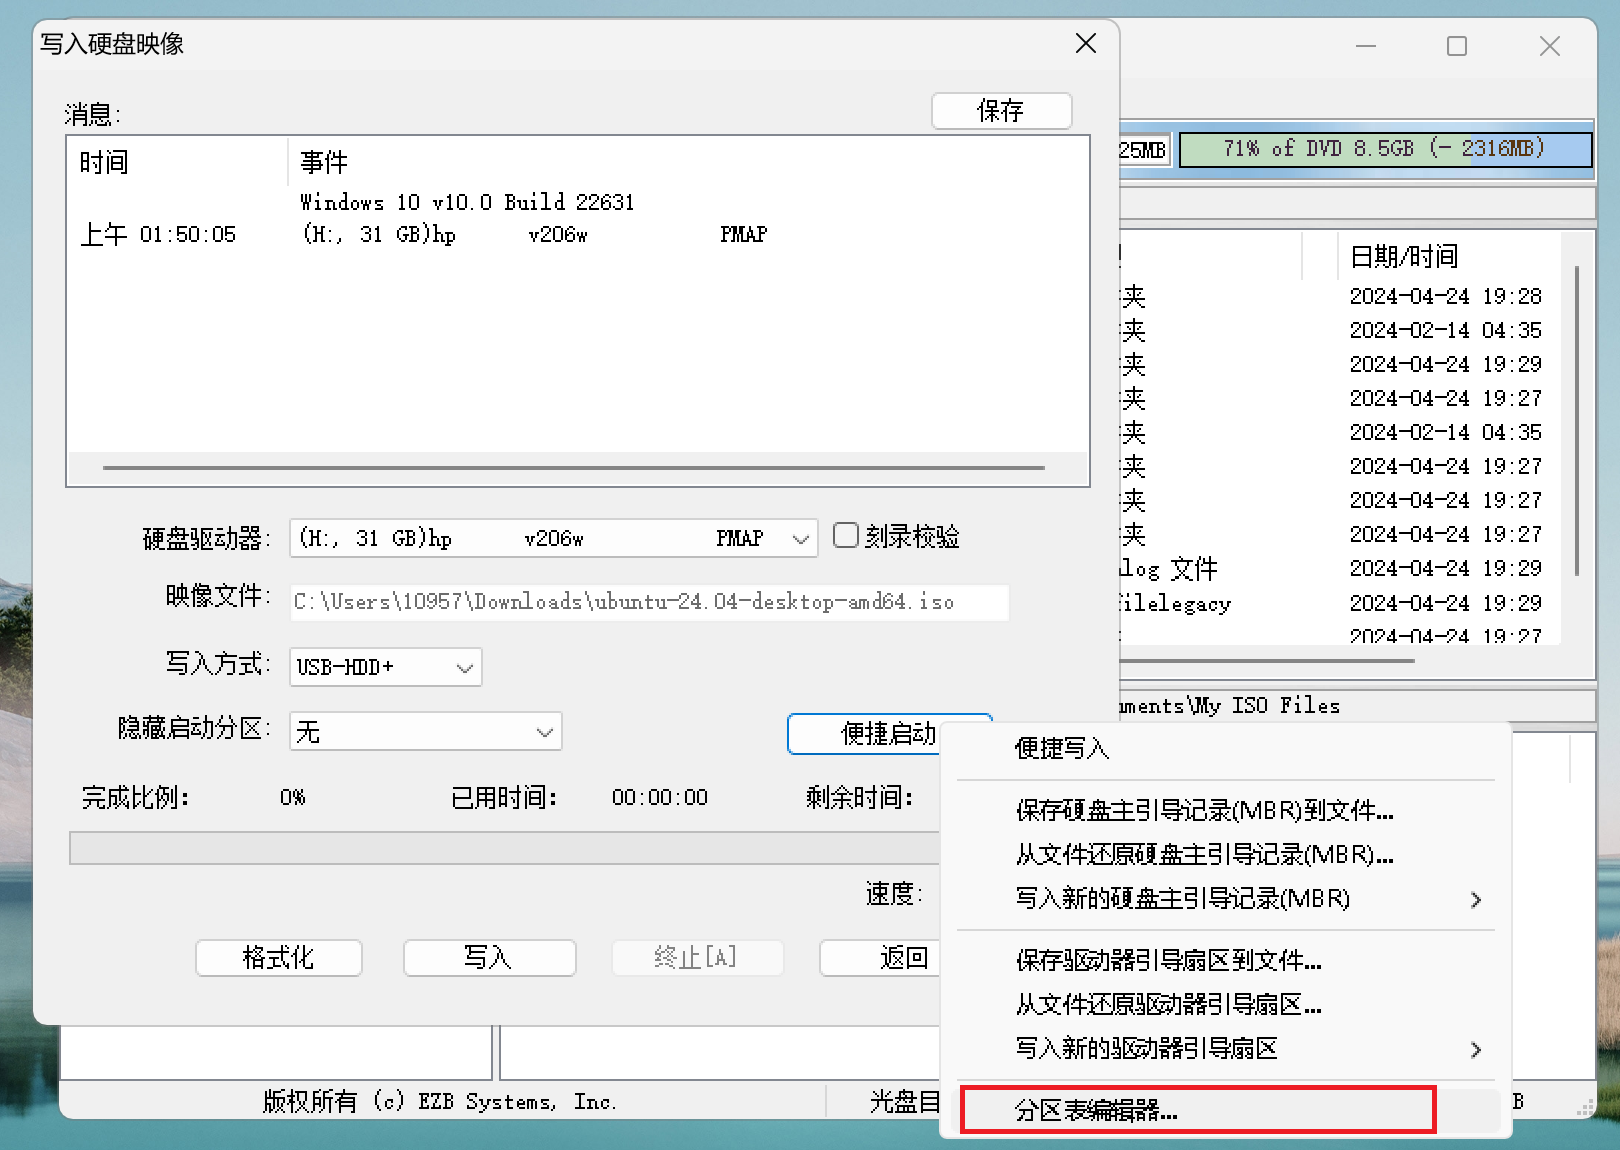 写入硬盘映像
消息:
保存
时间 事件
Windows 10 v10.0 Build 22631
上午 01:50:05 (H:, 31 GB)hp v206w PMAP
硬盘驱动器: (H:, 31 GB)hp v206w PMAP 刻录校验
映像文件: C:\Users\10957\Downloads\ubuntu-24.04-desktop-amd64.iso
写入方式: USB-HDD+
隐藏启动分区: 无 便捷启动
完成比例: 0% 已用时间: 00:00:00 剩余时间:
速度:
格式化 写入 终止[A] 返回
25MB 71% of DVD 8.5GB (- 2316MB)
日期/时间
夹 2024-04-24 19:28
夹 2024-02-14 04:35
夹 2024-04-24 19:29
夹 2024-04-24 19:27
夹 2024-02-14 04:35
夹 2024-04-24 19:27
夹 2024-04-24 19:27
夹 2024-04-24 19:27
log 文件 2024-04-24 19:29
filelegacy 2024-04-24 19:29
2024-04-24 19:27
uments\My ISO Files
便捷写入
保存硬盘主引导记录(MBR)到文件...
从文件还原硬盘主引导记录(MBR)...
写入新的硬盘主引导记录(MBR)
保存驱动器引导扇区到文件...
从文件还原驱动器引导扇区...
写入新的驱动器引导扇区
分区表编辑器...
版权所有 (c) EZB Systems, Inc. 光盘目 B